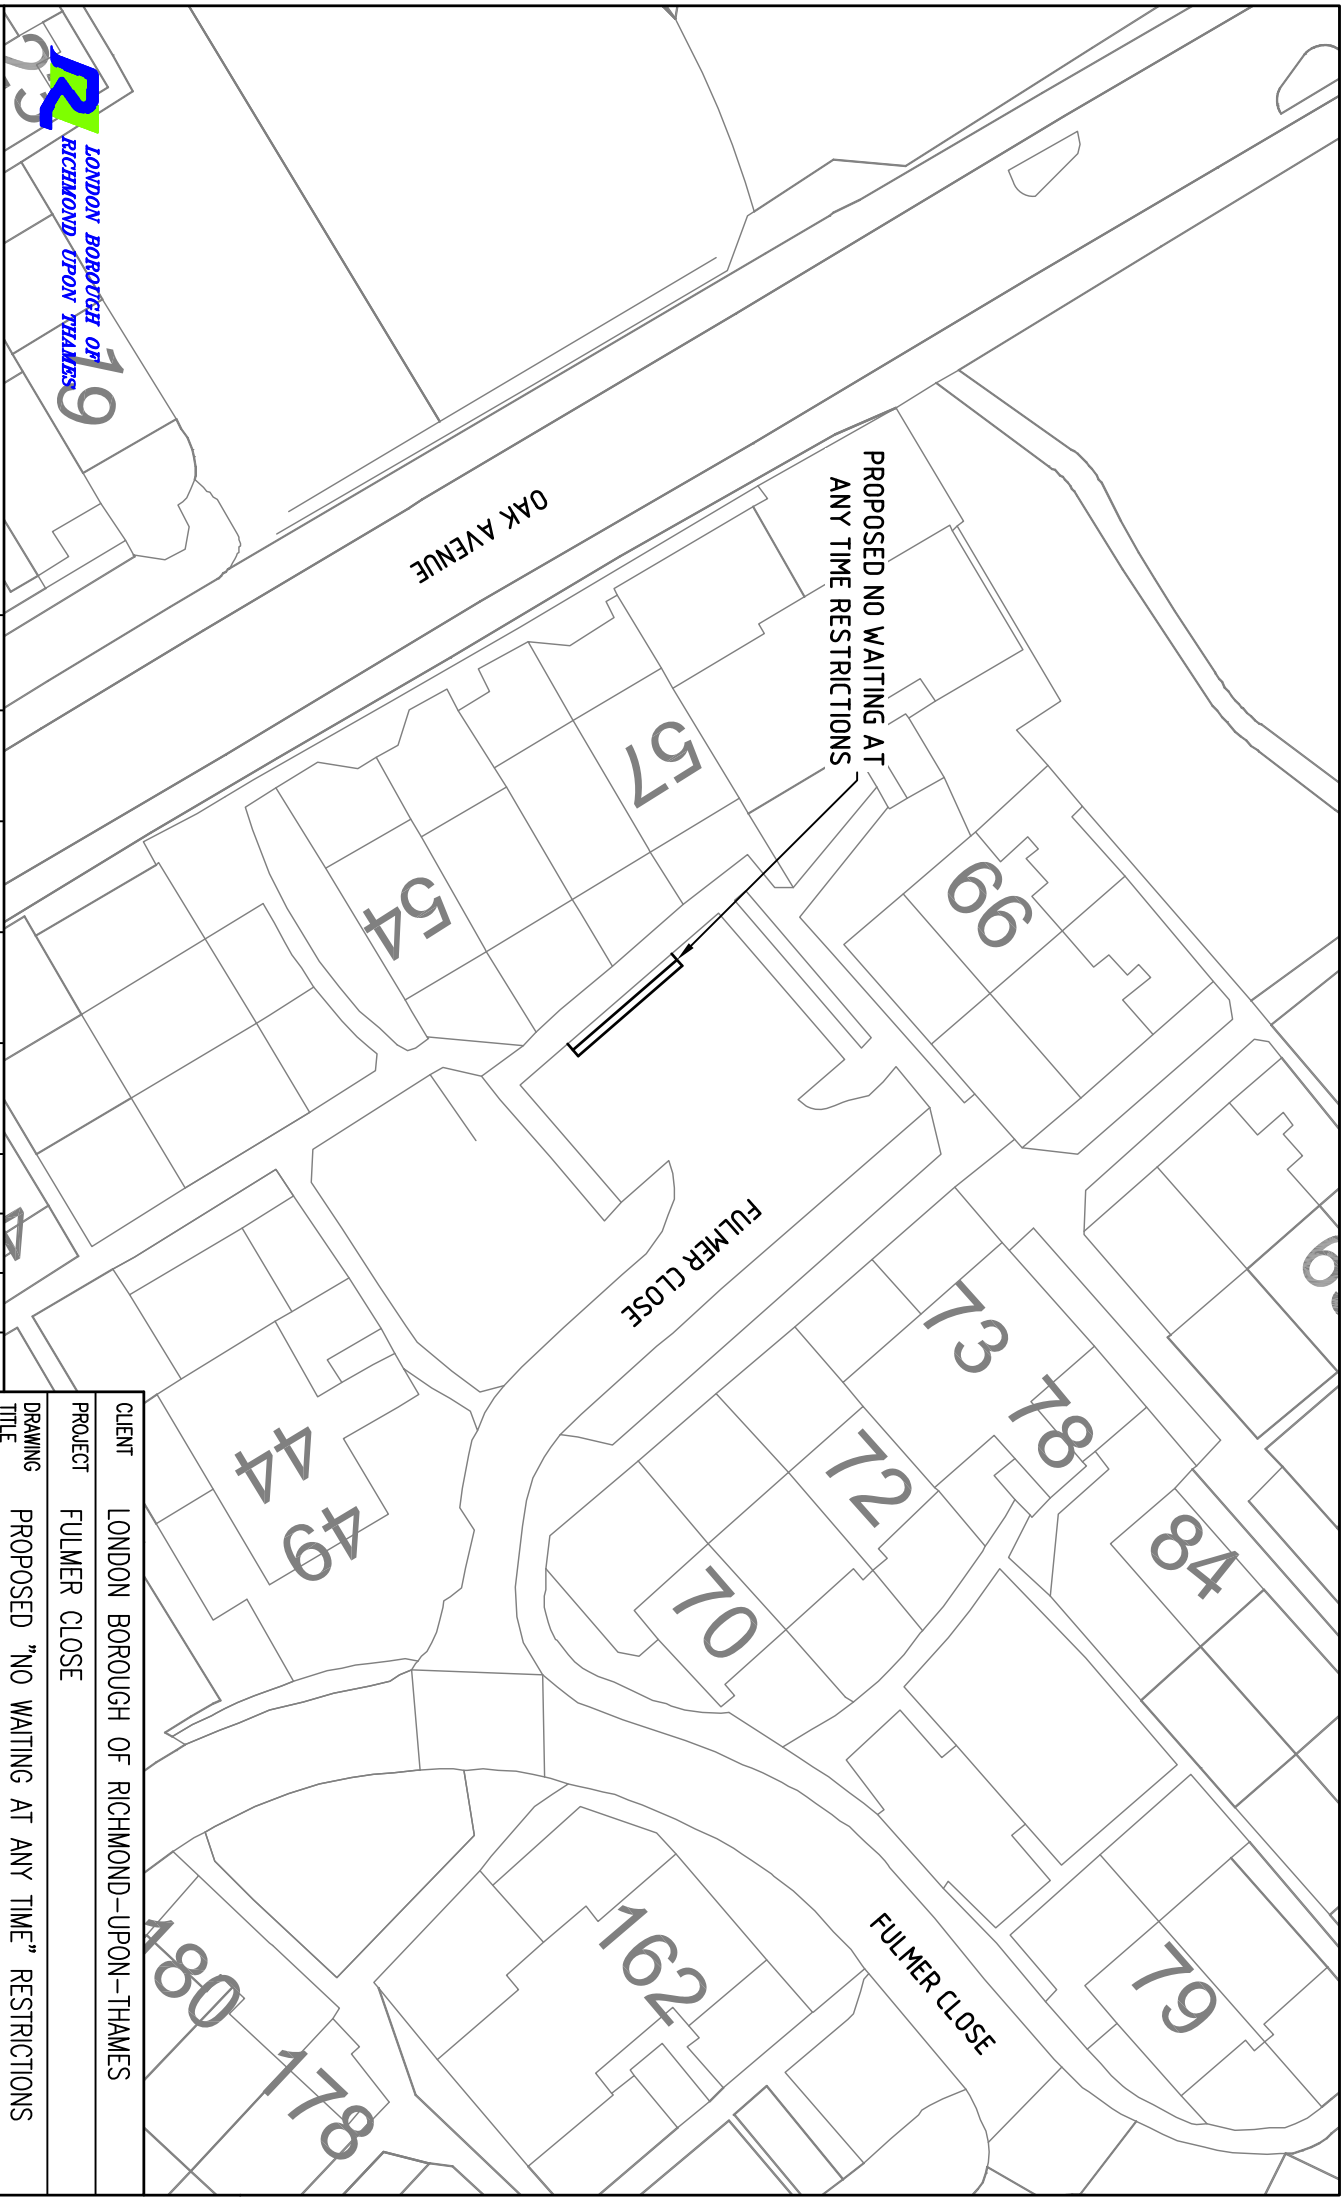 LONDON BOROUGH OF
RICHMOND UPON THAMES
19
OAK AVENUE
PROPOSED NO WAITING AT
ANY TIME RESTRICTIONS
57
54
66
FULMER CLOSE
73
78
72
70
84
44
49
79
162
FULMER CLOSE
180
178
CLIENT LONDON BOROUGH OF RICHMOND-UPON-THAMES
PROJECT FULMER CLOSE
DRAWING
TITLE PROPOSED "NO WAITING AT ANY TIME" RESTRICTIONS